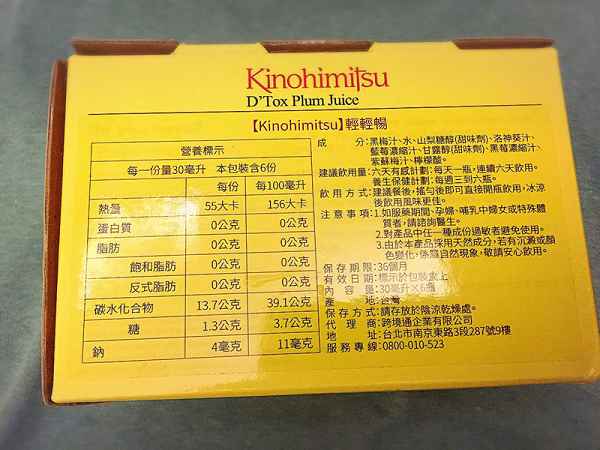 Kinohimitsu
D'Tox Plum Juice
【Kinohimitsu】輕輕暢
營養標示
每一份量30毫升 本包裝含6份
每份 每100毫升
熱量 55大卡 156大卡
蛋白質 0公克 0公克
脂肪 0公克 0公克
飽和脂肪 0公克 0公克
反式脂肪 0公克 0公克
碳水化合物 13.7公克 39.1公克
糖 1.3公克 3.7公克
鈉 4毫克 11毫克
成分:黑梅汁、水、山梨糖醇(甜味劑)、洛神葵汁、
藍莓濃縮汁、甘露醇(甜味劑)、黑莓濃縮汁、
紫蘇梅汁、檸檬酸。
建議飲用量:六天有感計劃:每天一瓶,連續六天飲用。
養生保健計劃:每週三到六瓶。
飲用方式:建議餐後,搖勻後即可直接開瓶飲用,冰涼
後飲用風味更佳。
注意事項:1.如服藥期間、孕婦、哺乳中婦女或特殊體
質者,請諮詢醫生。
2.對產品中任一種成份過敏者避免使用。
3.由於本產品採用天然成分,若有沉澱或顏
色變化,係屬自然現象,敬請安心飲用。
保存期限:36個月
有效日期:標示於包裝盒上
內容量:30毫升×6瓶
產地:台灣
保存方式:請存放於陰涼乾燥處。
代理商:跨境通企業有限公司
地址:台北市南京東路3段287號9樓
服務專線:0800-010-523